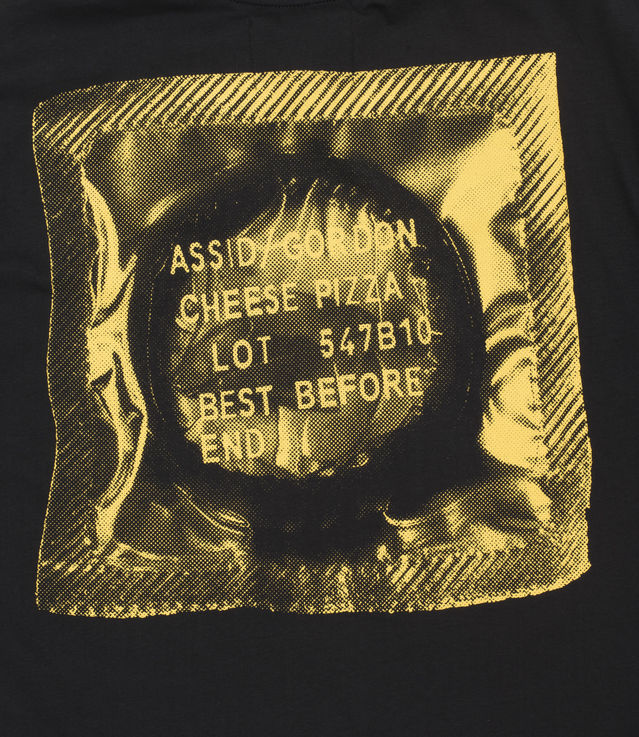 ASSID/GORDON
CHEESE PIZZA
LOT 547B10
BEST BEFORE
END